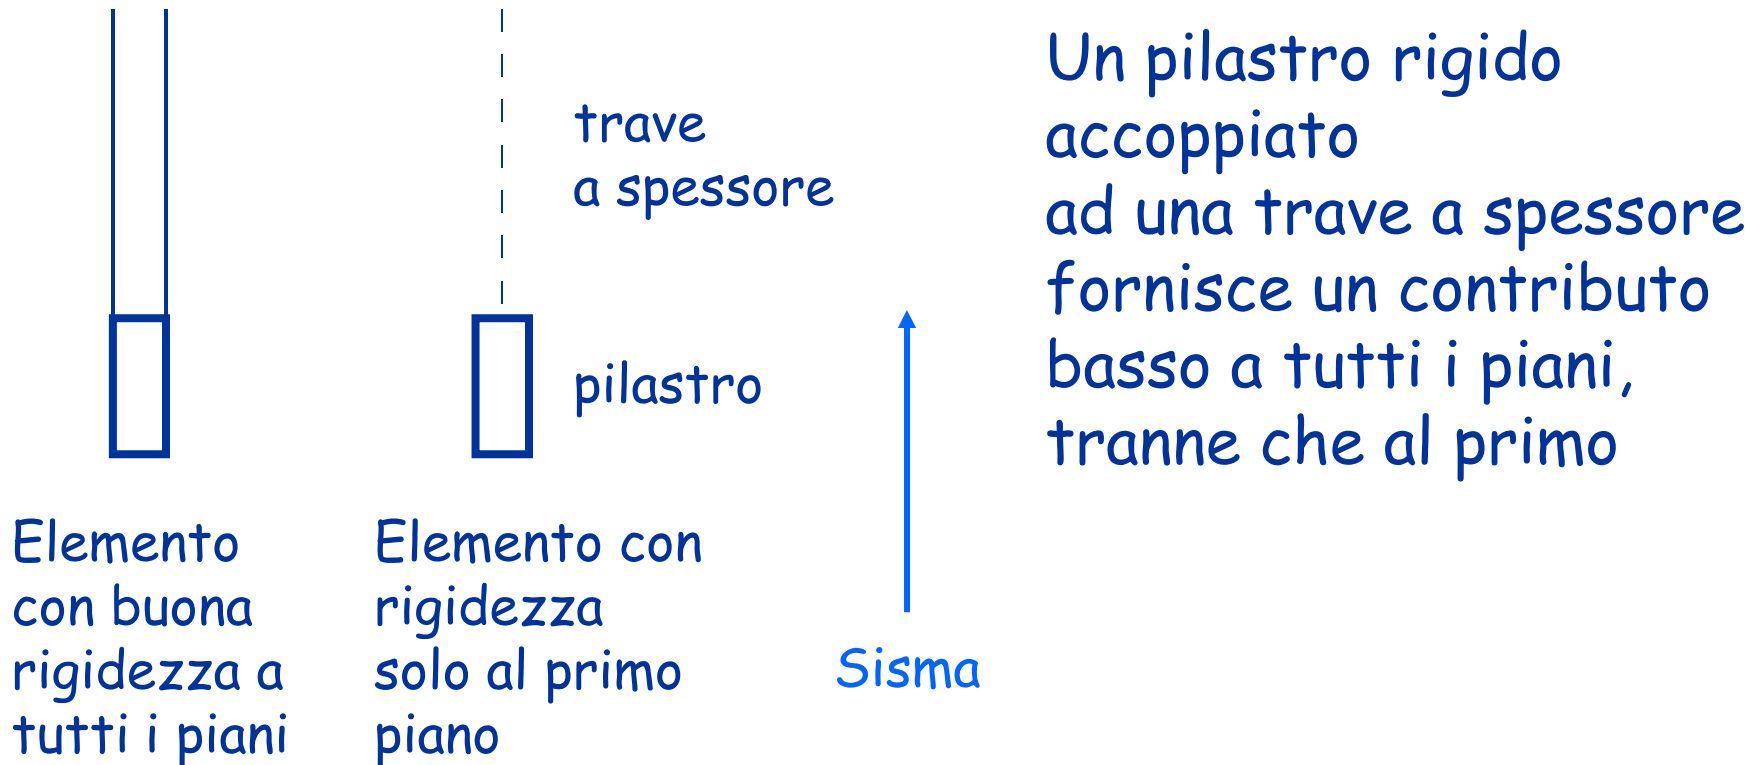 trave
a spessore
pilastro
Elemento
con buona
rigidezza a
tutti i piani
Elemento con
rigidezza
solo al primo
piano
Sisma
Un pilastro rigido
accoppiato
ad una trave a spessore
fornisce un contributo
basso a tutti i piani,
tranne che al primo